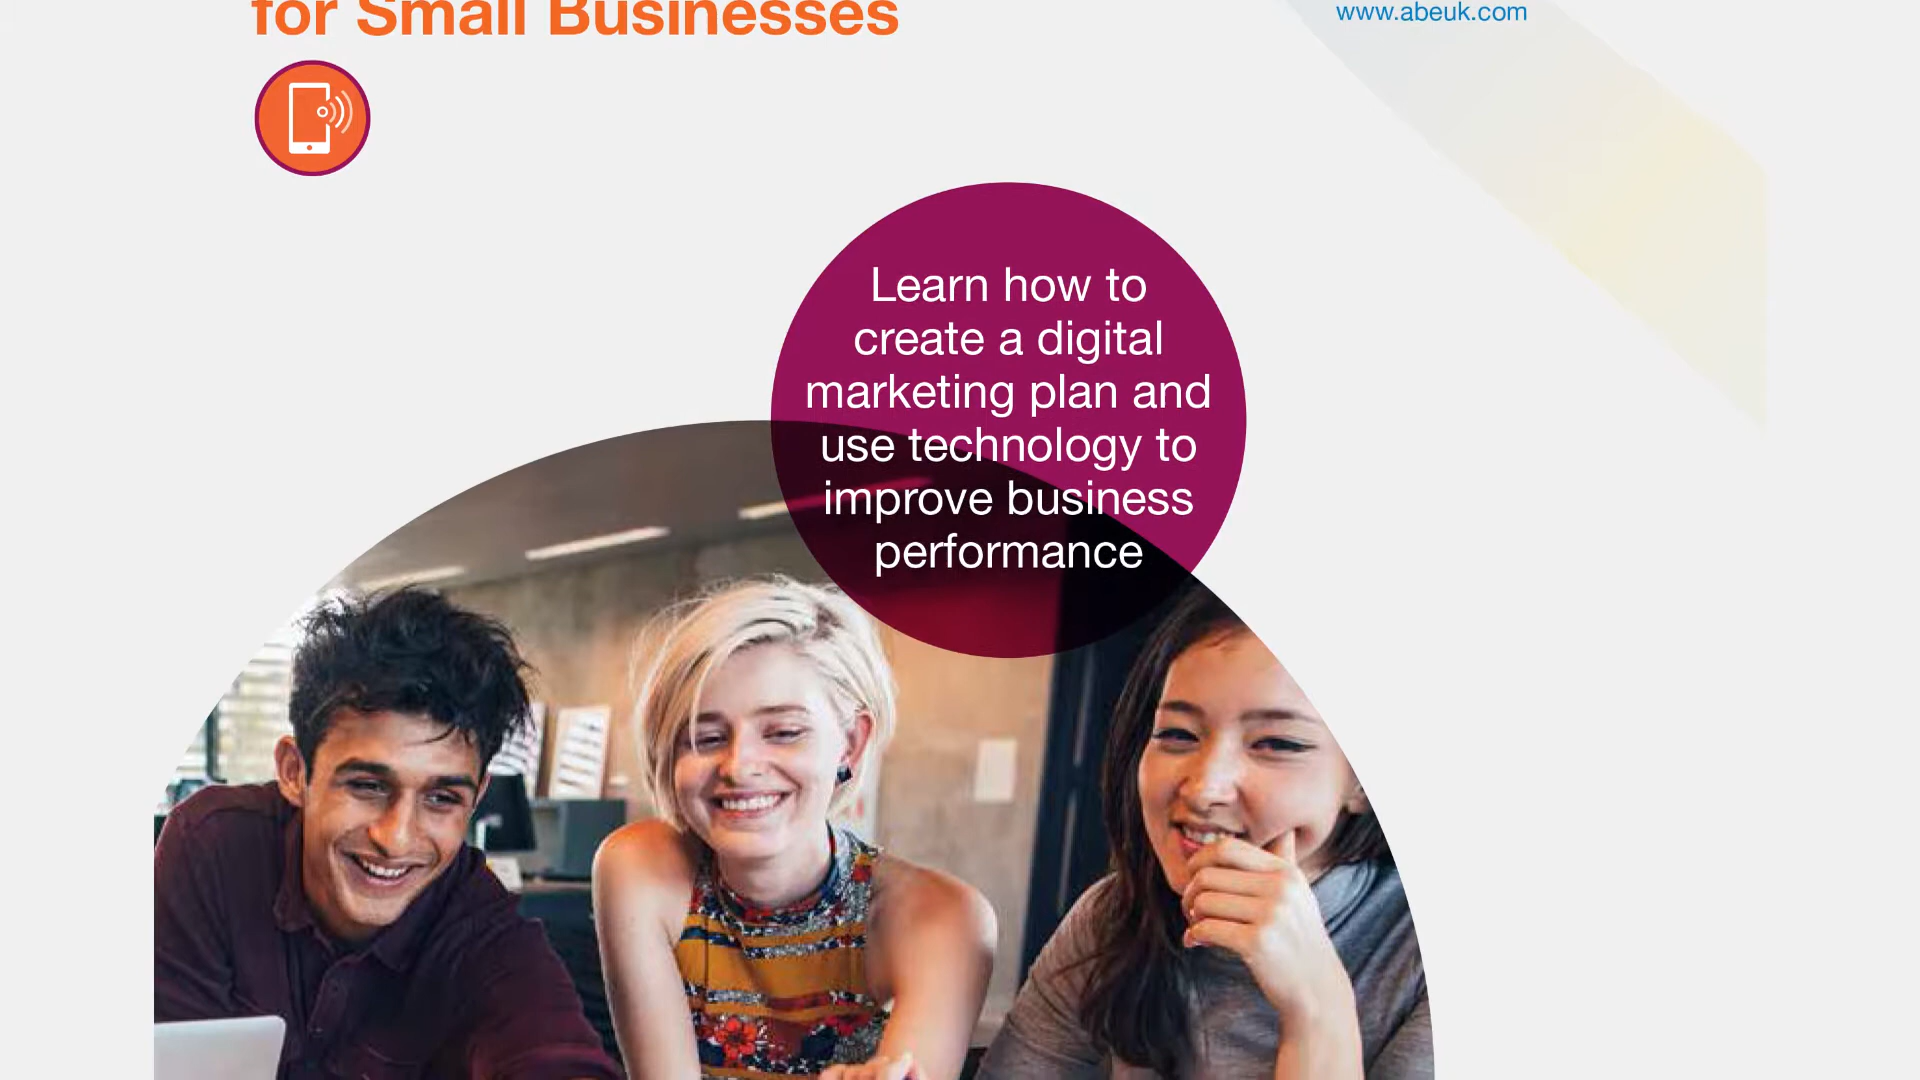 for Small Businesses
www.abeuk.com
Learn how to
create a digital
marketing plan and
use technology to
improve business
performance